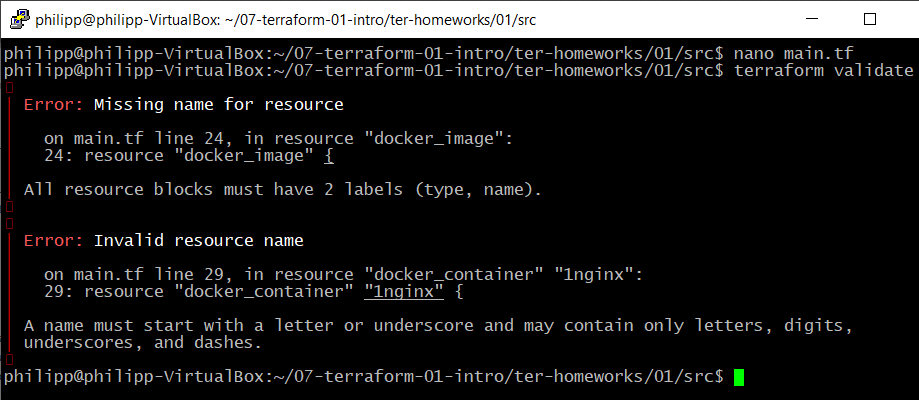 philipp@philipp-VirtualBox: ~/07-terraform-01-intro/ter-homeworks/01/src
philipp@philipp-VirtualBox:~/07-terraform-01-intro/ter-homeworks/01/src$ nano main.tf
philipp@philipp-VirtualBox:~/07-terraform-01-intro/ter-homeworks/01/src$ terraform validate
Error: Missing name for resource
on main.tf line 24, in resource "docker_image":
24: resource "docker_image" {
All resource blocks must have 2 labels (type, name).
Error: Invalid resource name
on main.tf line 29, in resource "docker_container" "1nginx":
29: resource "docker_container" "1nginx" {
A name must start with a letter or underscore and may contain only letters, digits,
underscores, and dashes.
philipp@philipp-VirtualBox:~/07-terraform-01-intro/ter-homeworks/01/src$